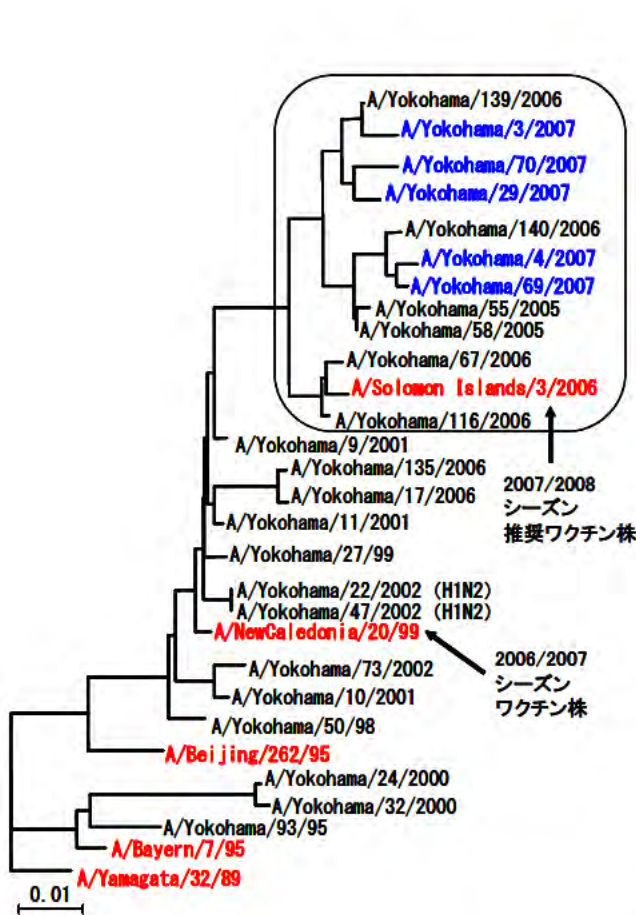 A/Yokohama/139/2006
A/Yokohama/3/2007
A/Yokohama/70/2007
A/Yokohama/29/2007
A/Yokohama/140/2006
A/Yokohama/4/2007
A/Yokohama/69/2007
A/Yokohama/55/2005
A/Yokohama/58/2005
A/Yokohama/67/2006
A/Solomon Islands/3/2006
A/Yokohama/116/2006
A/Yokohama/9/2001
A/Yokohama/135/2006
A/Yokohama/17/2006
A/Yokohama/11/2001
2007/2008
シーズン
推奨ワクチン株
A/Yokohama/27/99
A/Yokohama/22/2002 (H1N2)
A/Yokohama/47/2002 (H1N2)
A/NewCaledonia/20/99
2006/2007
シーズン
ワクチン株
A/Yokohama/73/2002
A/Yokohama/10/2001
A/Yokohama/50/98
A/Beijing/262/95
A/Yokohama/24/2000
A/Yokohama/32/2000
A/Yokohama/93/95
A/Bayern/7/95
A/Yamagata/32/89
0.01